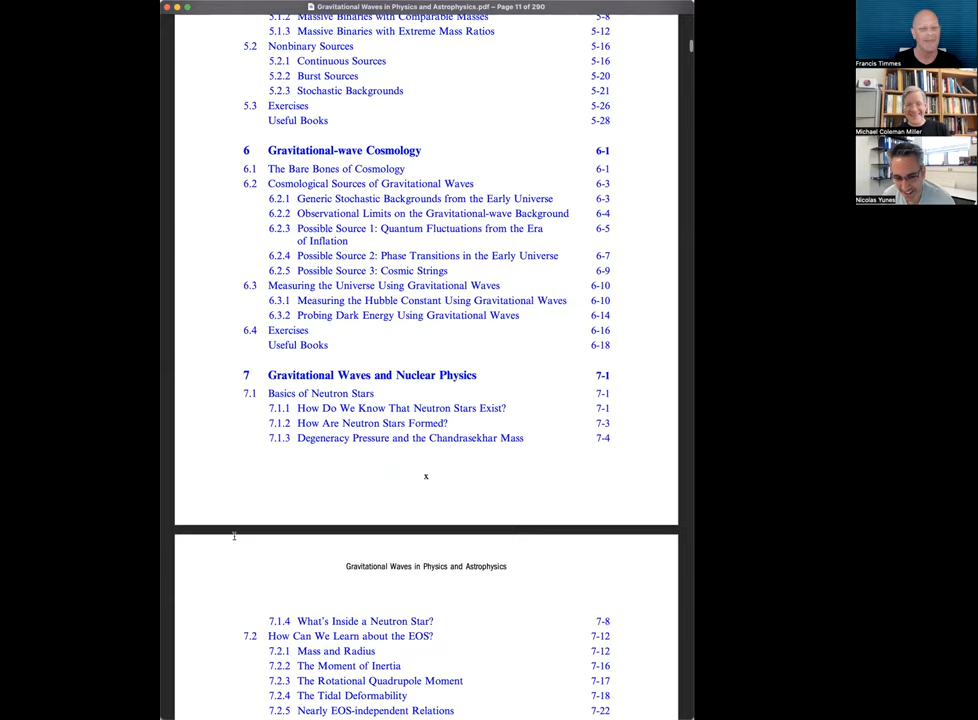 Gravitational Waves in Physics and Astrophysics.pdf – Page 11 of 290
5.1.2 Massive Binaries with Comparable Masses 5-8
5.1.3 Massive Binaries with Extreme Mass Ratios 5-12
5.2 Nonbinary Sources 5-16
5.2.1 Continuous Sources 5-16
5.2.2 Burst Sources 5-20
5.2.3 Stochastic Backgrounds 5-21
5.3 Exercises 5-26
Useful Books 5-28
6 Gravitational-wave Cosmology 6-1
6.1 The Bare Bones of Cosmology 6-1
6.2 Cosmological Sources of Gravitational Waves 6-3
6.2.1 Generic Stochastic Backgrounds from the Early Universe 6-3
6.2.2 Observational Limits on the Gravitational-wave Background 6-4
6.2.3 Possible Source 1: Quantum Fluctuations from the Era 6-5
of Inflation
6.2.4 Possible Source 2: Phase Transitions in the Early Universe 6-7
6.2.5 Possible Source 3: Cosmic Strings 6-9
6.3 Measuring the Universe Using Gravitational Waves 6-10
6.3.1 Measuring the Hubble Constant Using Gravitational Waves 6-10
6.3.2 Probing Dark Energy Using Gravitational Waves 6-14
6.4 Exercises 6-16
Useful Books 6-18
7 Gravitational Waves and Nuclear Physics 7-1
7.1 Basics of Neutron Stars 7-1
7.1.1 How Do We Know That Neutron Stars Exist? 7-1
7.1.2 How Are Neutron Stars Formed? 7-3
7.1.3 Degeneracy Pressure and the Chandrasekhar Mass 7-4
x
Gravitational Waves in Physics and Astrophysics
7.1.4 What's Inside a Neutron Star? 7-8
7.2 How Can We Learn about the EOS? 7-12
7.2.1 Mass and Radius 7-12
7.2.2 The Moment of Inertia 7-16
7.2.3 The Rotational Quadrupole Moment 7-17
7.2.4 The Tidal Deformability 7-18
7.2.5 Nearly EOS-independent Relations 7-22
Francis Timmes
Michael Coleman Miller
Nicolas Yunes